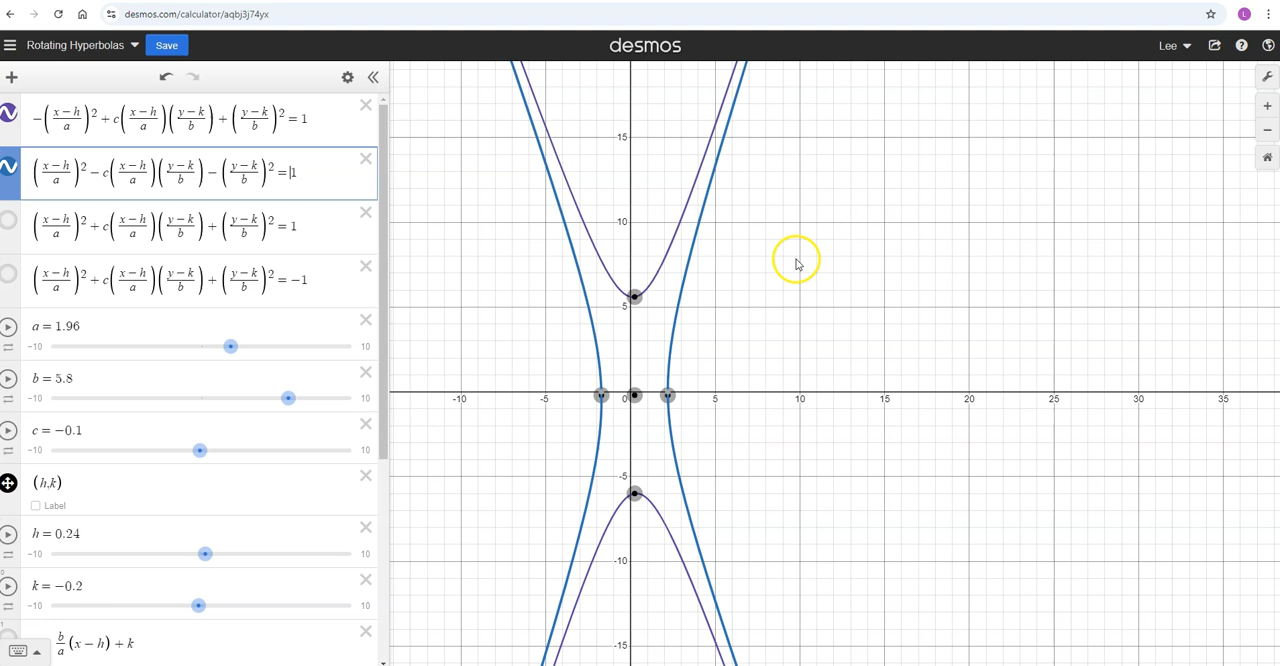 desmos.com/calculator/aqbj3j74yx
L
Rotating Hyperbolas
Save
desmos
Lee
−((x−h)/a)² + c((x−h)/a)((y−k)/b) + ((y−k)/b)² = 1
((x−h)/a)² − c((x−h)/a)((y−k)/b) − ((y−k)/b)² = 1
((x−h)/a)² + c((x−h)/a)((y−k)/b) + ((y−k)/b)² = 1
((x−h)/a)² + c((x−h)/a)((y−k)/b) + ((y−k)/b)² = −1
a = 1.96
-10 10
b = 5.8
-10 10
c = −0.1
-10 10
(h,k)
Label
h = 0.24
-10 10
0
k = −0.2
-10 10
1
b/a (x − h) + k
15
10
5
-10 -5 0 5 10 15 20 25 30 35
-5
-10
-15